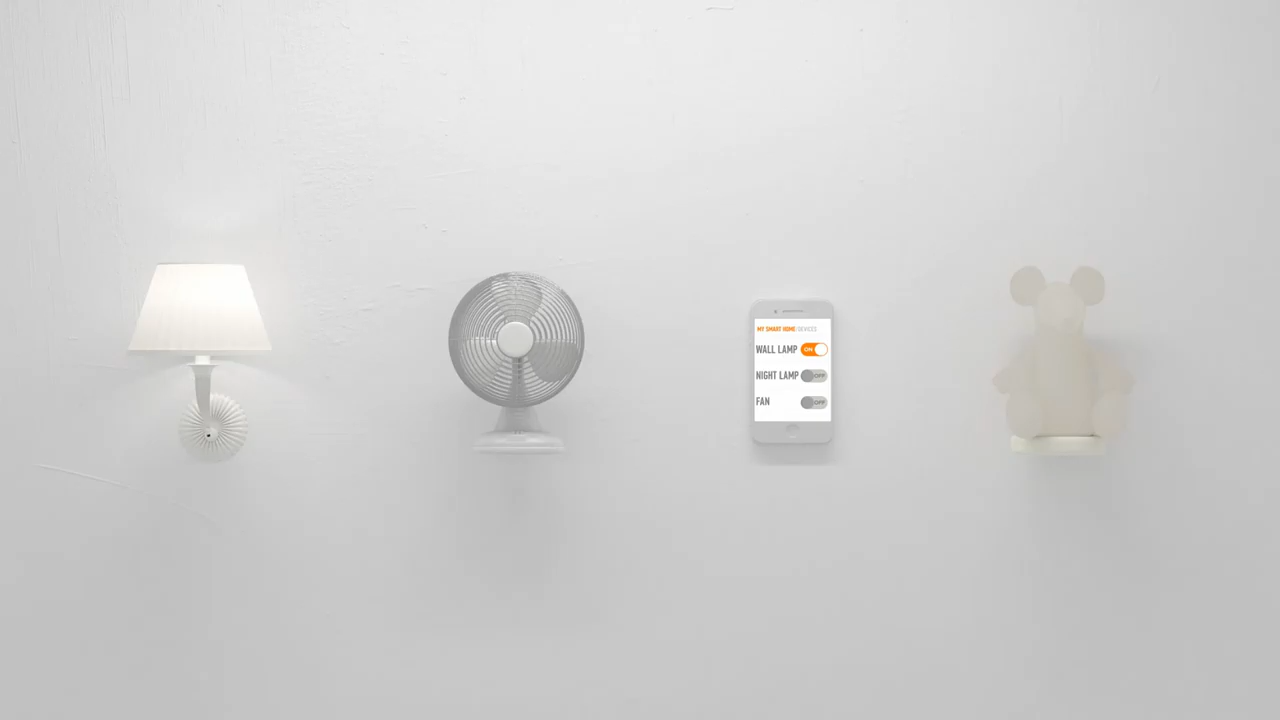 MY SMART HOME/DEVICES
WALL LAMP ON
NIGHT LAMP OFF
FAN OFF